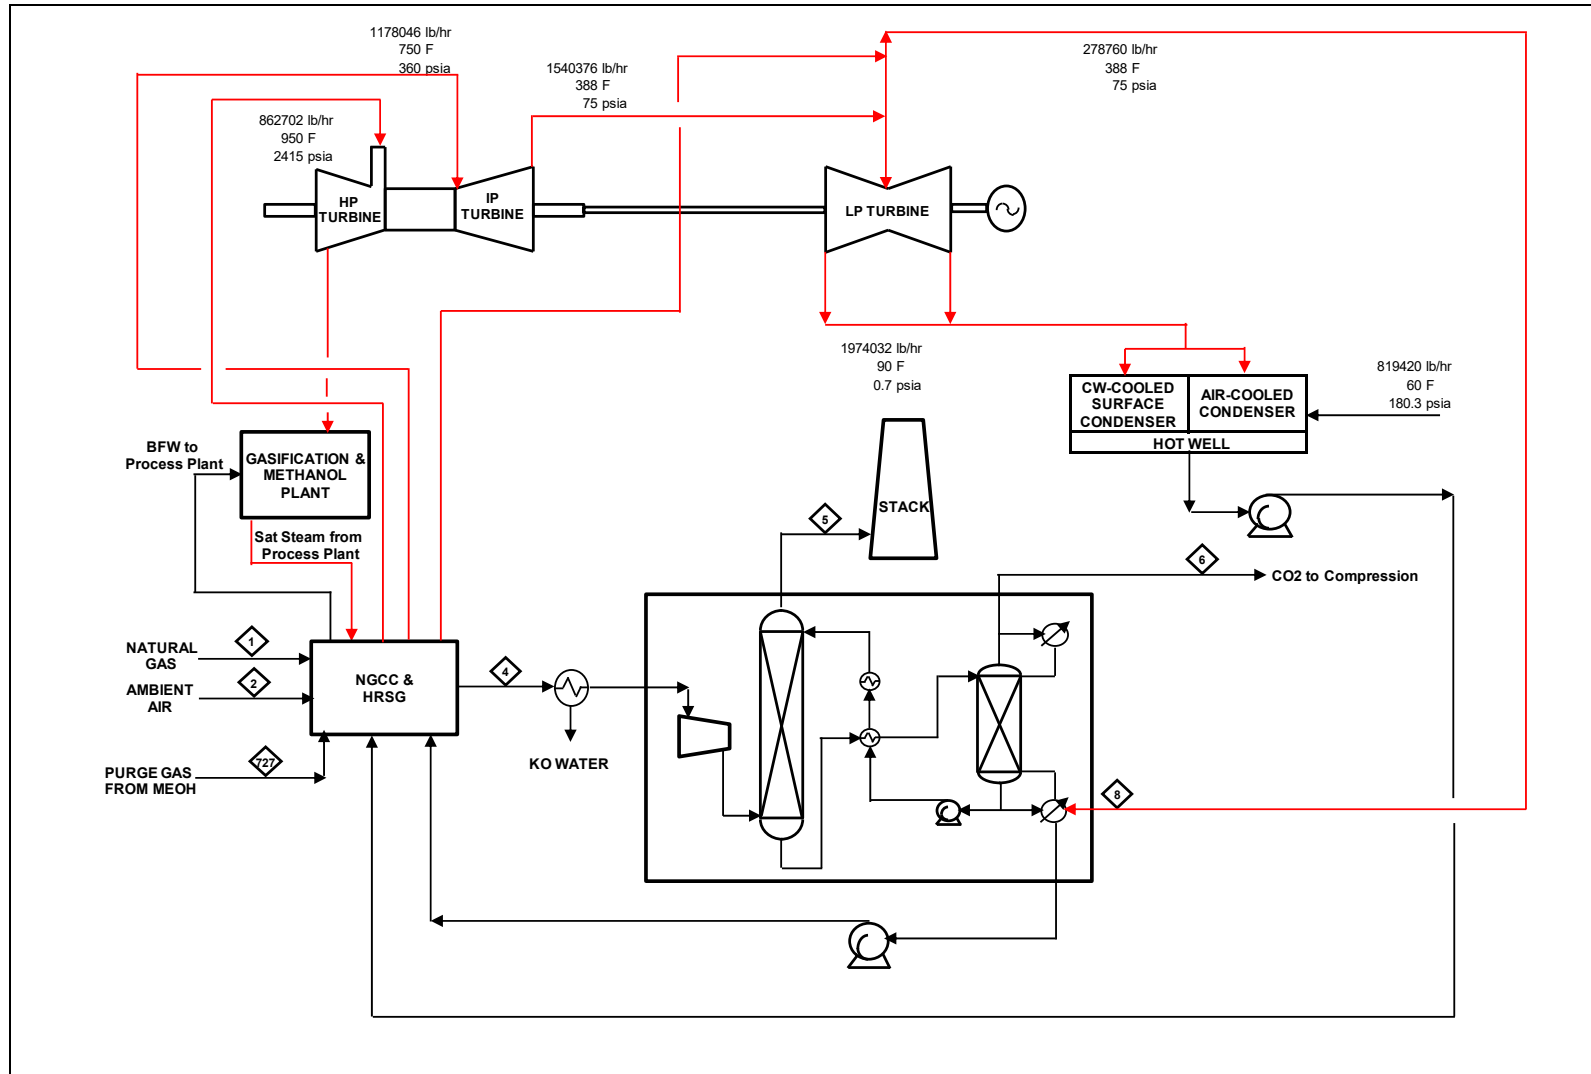 1178046 lb/hr
750 F
360 psia
1540376 lb/hr
388 F
75 psia
278760 lb/hr
388 F
75 psia
862702 lb/hr
950 F
2415 psia
HP
TURBINE
IP
TURBINE
LP TURBINE
1974032 lb/hr
90 F
0.7 psia
819420 lb/hr
60 F
180.3 psia
CW-COOLED
SURFACE
CONDENSER
AIR-COOLED
CONDENSER
HOT WELL
BFW to
Process Plant
GASIFICATION &
METHANOL
PLANT
Sat Steam from
Process Plant
STACK
5
6
CO2 to Compression
NATURAL
GAS
1
AMBIENT
AIR
2
NGCC &
HRSG
4
KO WATER
PURGE GAS
FROM MEOH
727
8